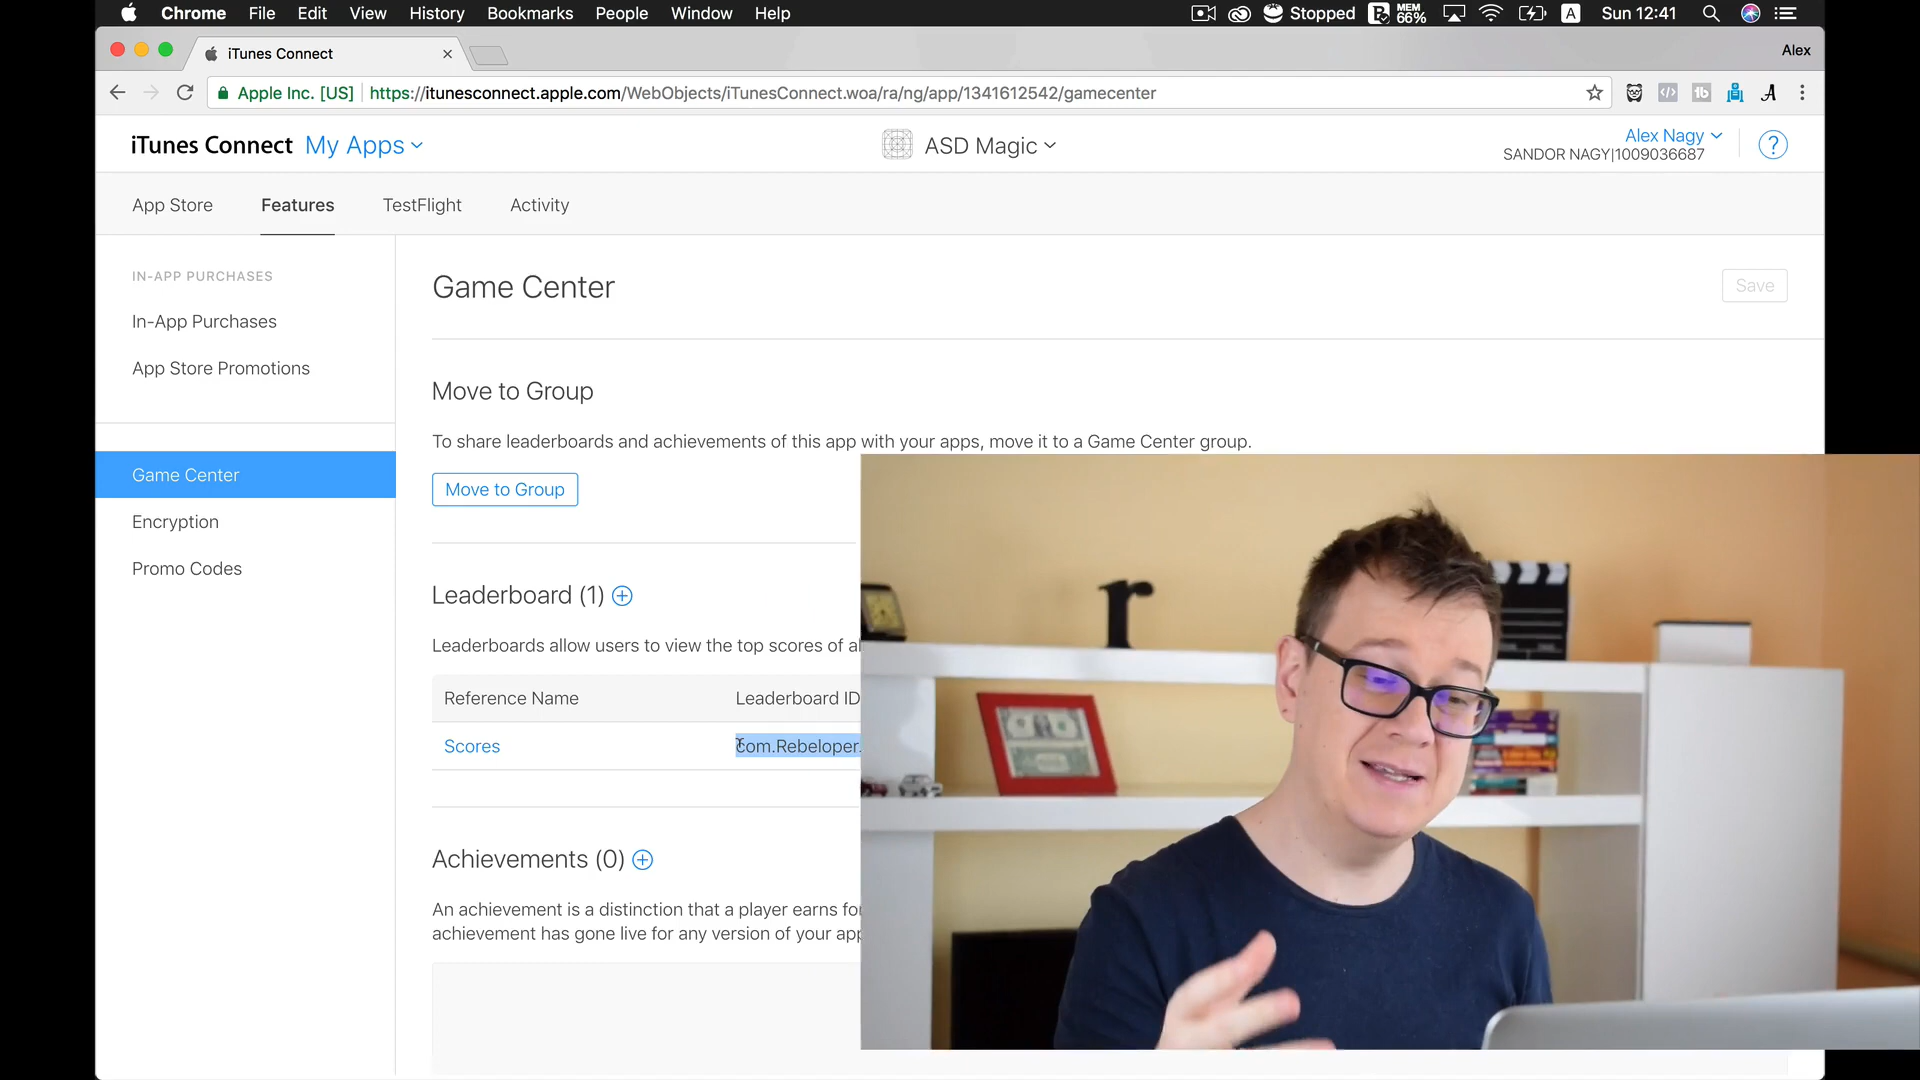 Chrome File Edit View History Bookmarks People Window Help Stopped MEM 66% A Sun 12:41
iTunes Connect Alex
Apple Inc. [US] https://itunesconnect.apple.com/WebObjects/iTunesConnect.woa/ra/ng/app/1341612542/gamecenter
iTunes Connect My Apps ASD Magic Alex Nagy ?
SANDOR NAGY|1009036687
App Store Features TestFlight Activity
IN-APP PURCHASES
In-App Purchases
App Store Promotions
Game Center
Encryption
Promo Codes
Game Center Save
Move to Group
To share leaderboards and achievements of this app with your apps, move it to a Game Center group.
Move to Group
Leaderboard (1)
Leaderboards allow users to view the top scores of al
Reference Name Leaderboard ID
Scores com.Rebeloper.
Achievements (0)
An achievement is a distinction that a player earns for
achievement has gone live for any version of your app